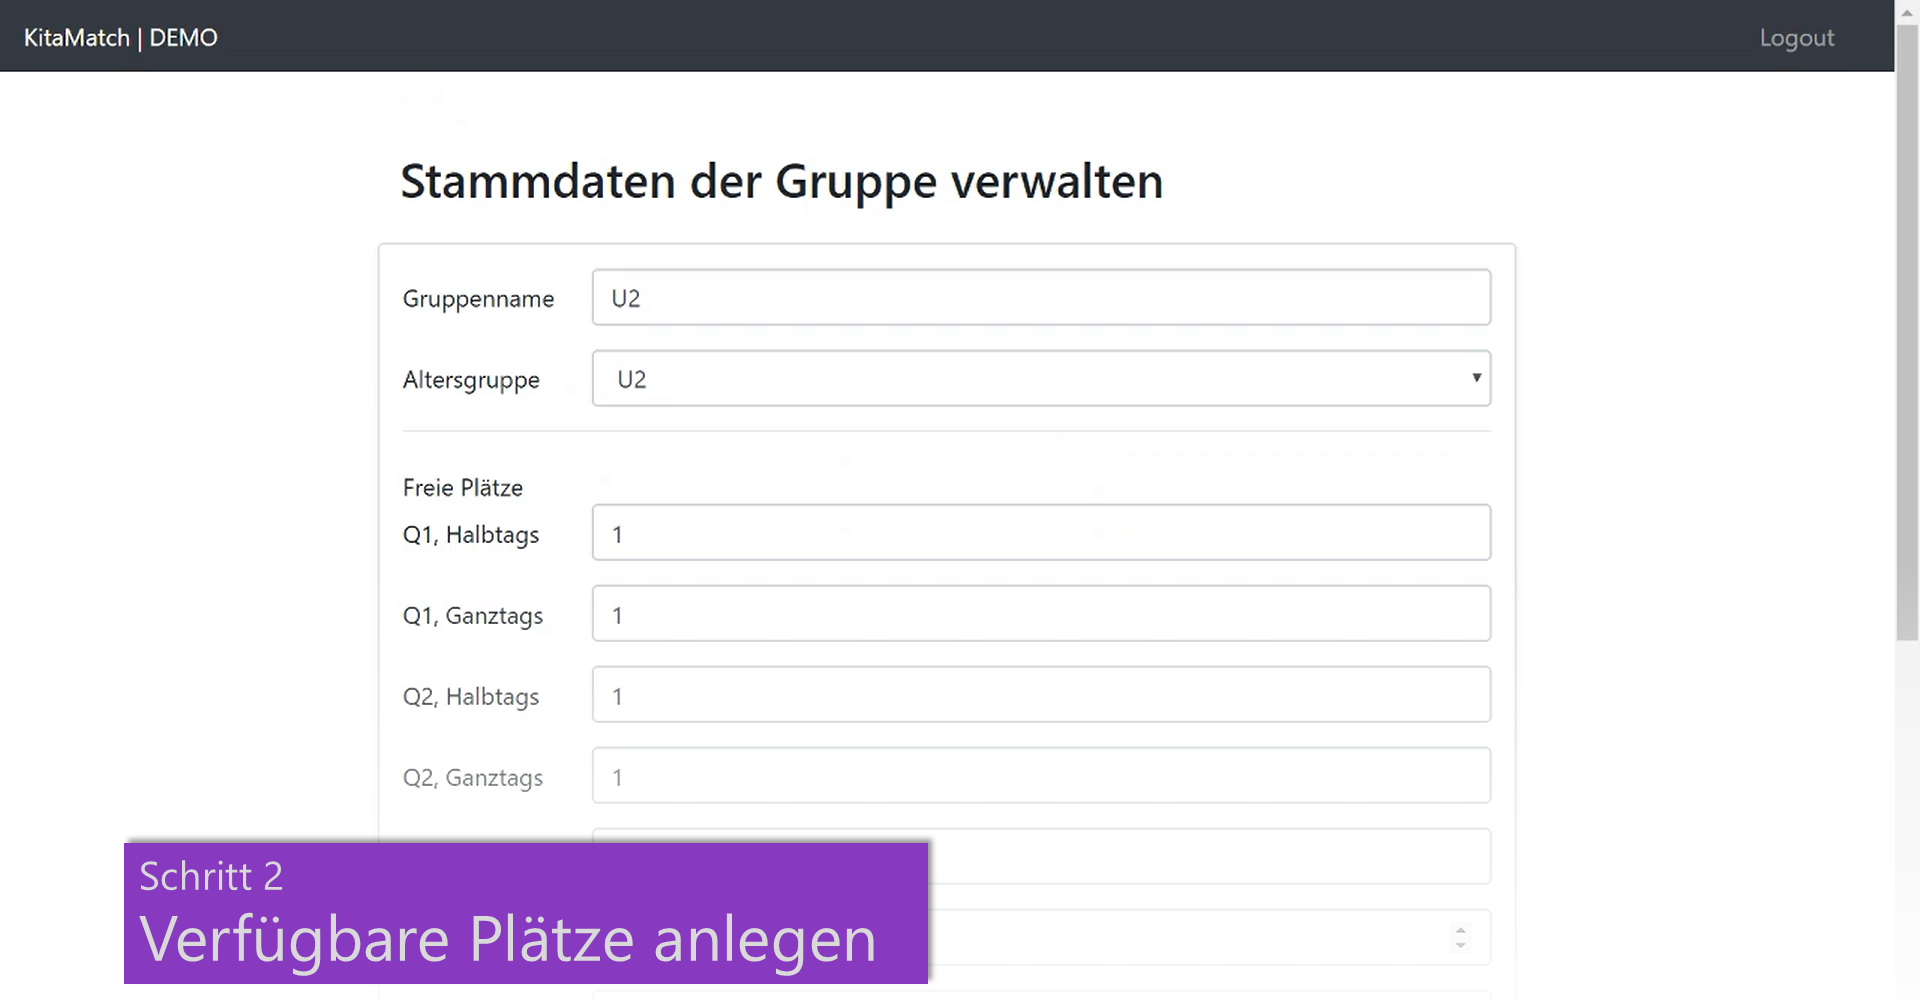 KitaMatch | DEMO
Logout
Stammdaten der Gruppe verwalten
Gruppenname U2
Altersgruppe U2
Freie Plätze
Q1, Halbtags 1
Q1, Ganztags 1
Q2, Halbtags 1
Q2, Ganztags 1
Schritt 2
Verfügbare Plätze anlegen